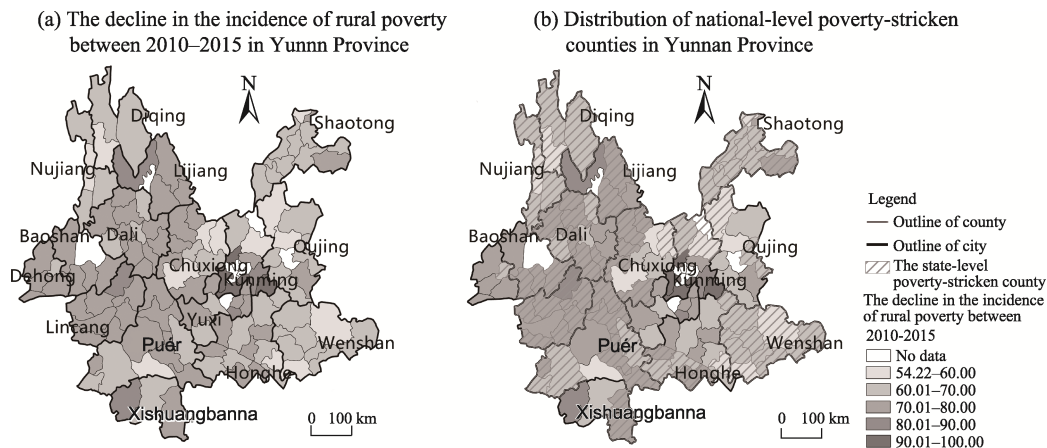 (a) The decline in the incidence of rural poverty
between 2010–2015 in Yunnn Province
(b) Distribution of national-level poverty-stricken
counties in Yunnan Province
N
Diqing
Shaotong
Nujiang
Lijiang
Baoshan
Dali
Qujing
Dehong
Chuxiong
Kunming
Lincang
Yuxi
Puér
Wenshan
Honghe
Xishuangbanna
0 100 km
N
Diqing
Shaotong
Nujiang
Lijiang
Baoshan
Dali
Qujing
Chuxiong
Kunming
Puér
Wenshan
Honghe
Xishuangbanna
0 100 km
Legend
Outline of county
Outline of city
The state-level
poverty-stricken county
The decline in the incidence
of rural poverty between
2010-2015
No data
54.22–60.00
60.01–70.00
70.01–80.00
80.01–90.00
90.01–100.00